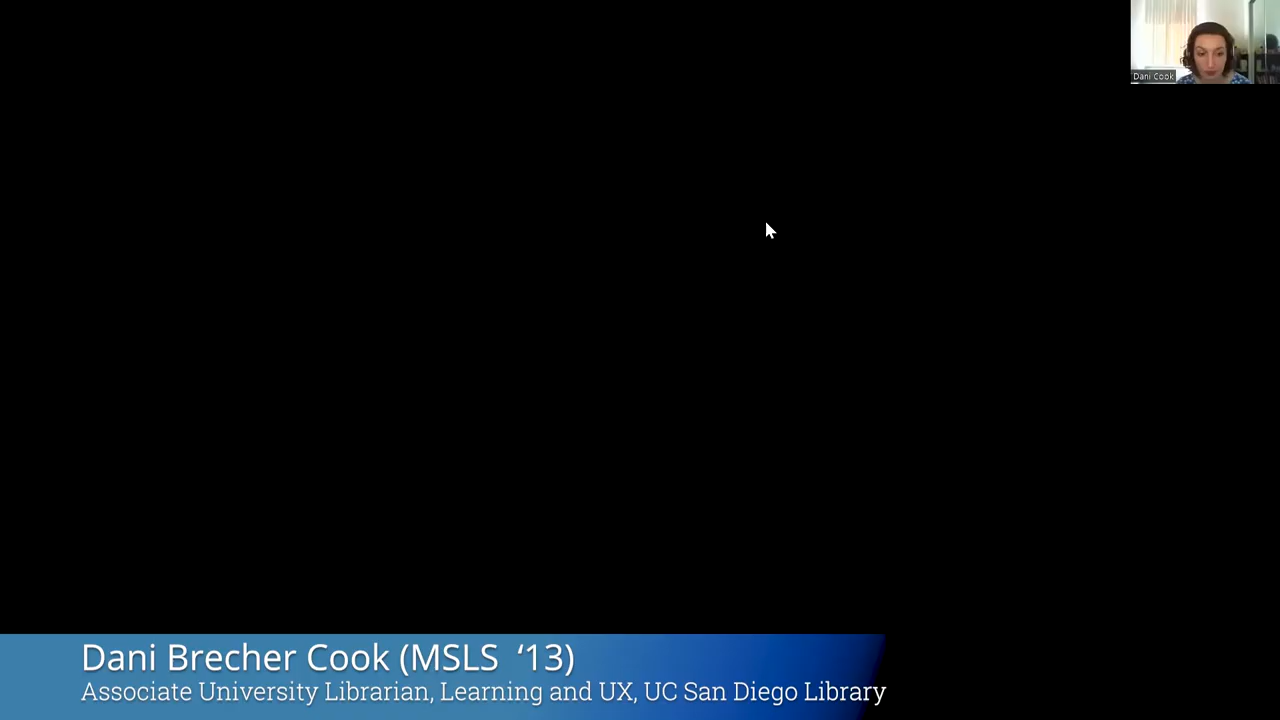 Dani Cook
Dani Brecher Cook (MSLS  ‘13)
Associate University Librarian, Learning and UX, UC San Diego Library